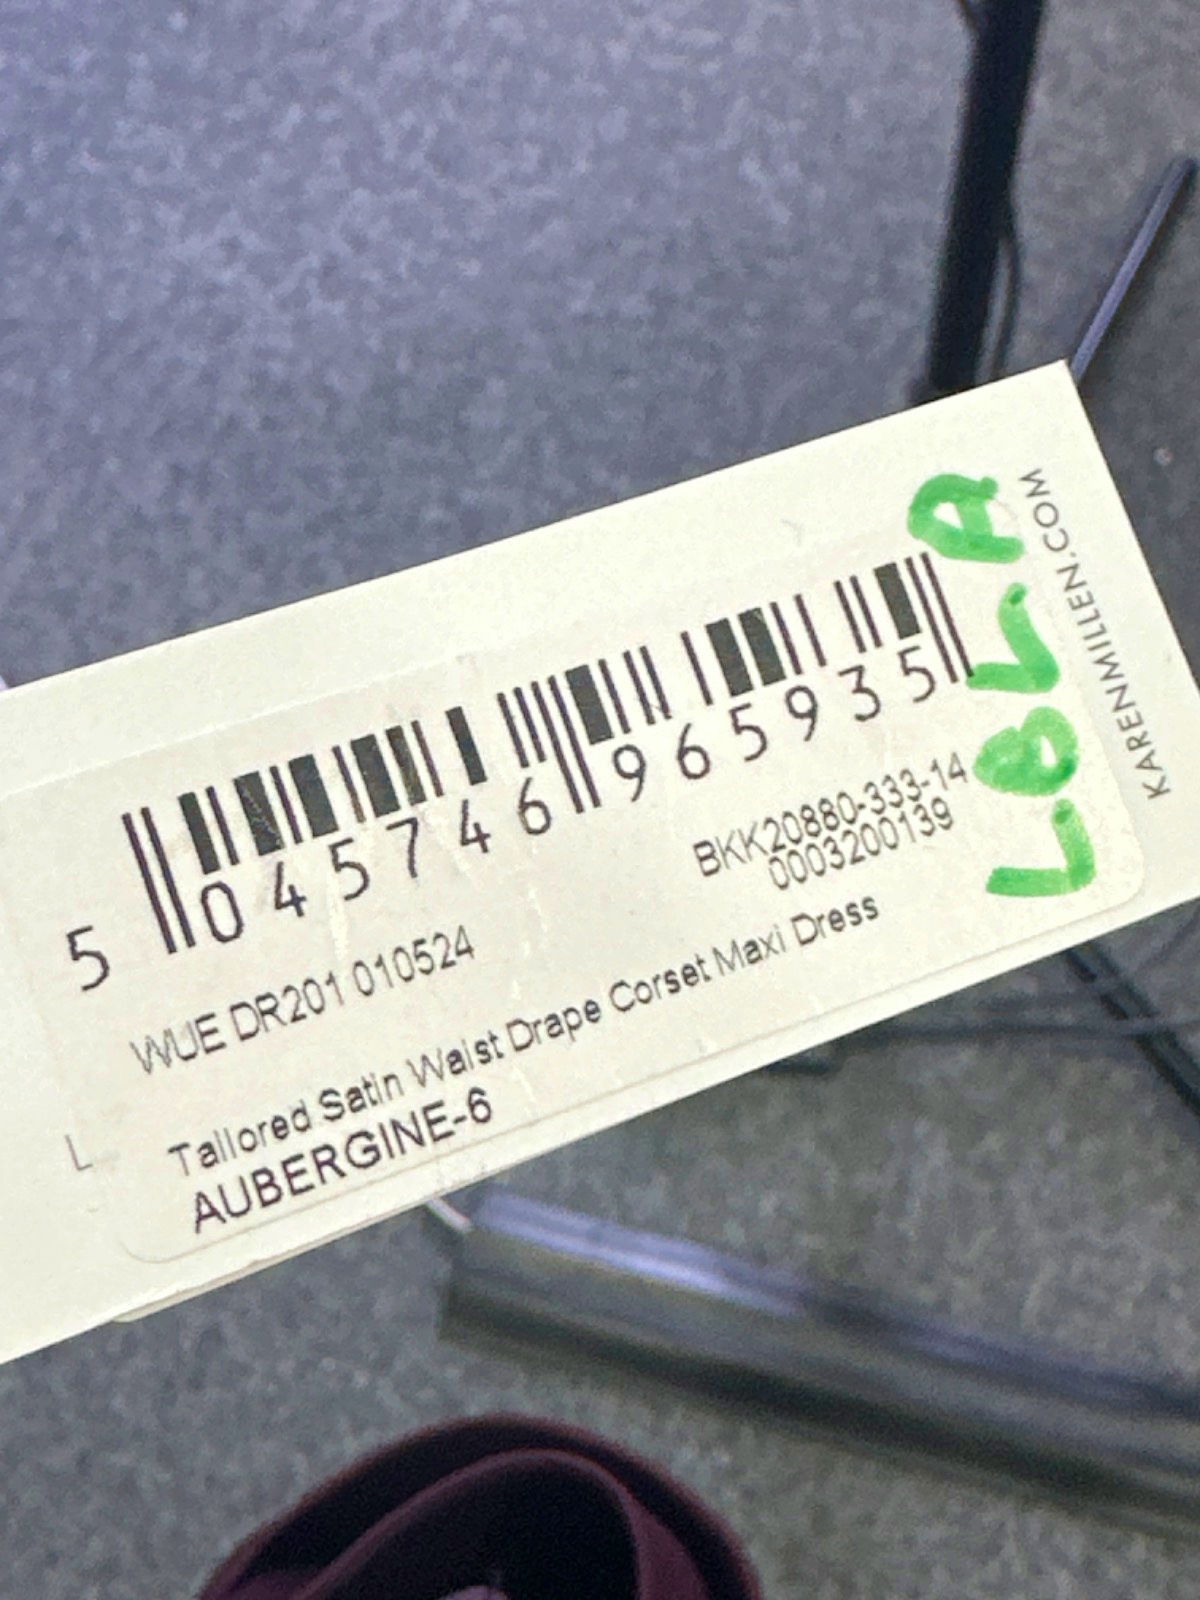 5 045746 965935
BKK20880-333-14
0003200139
WUE DR201 010524
Tailored Satin Waist Drape Corset Maxi Dress
AUBERGINE-6
L
KARENMILLEN.COM